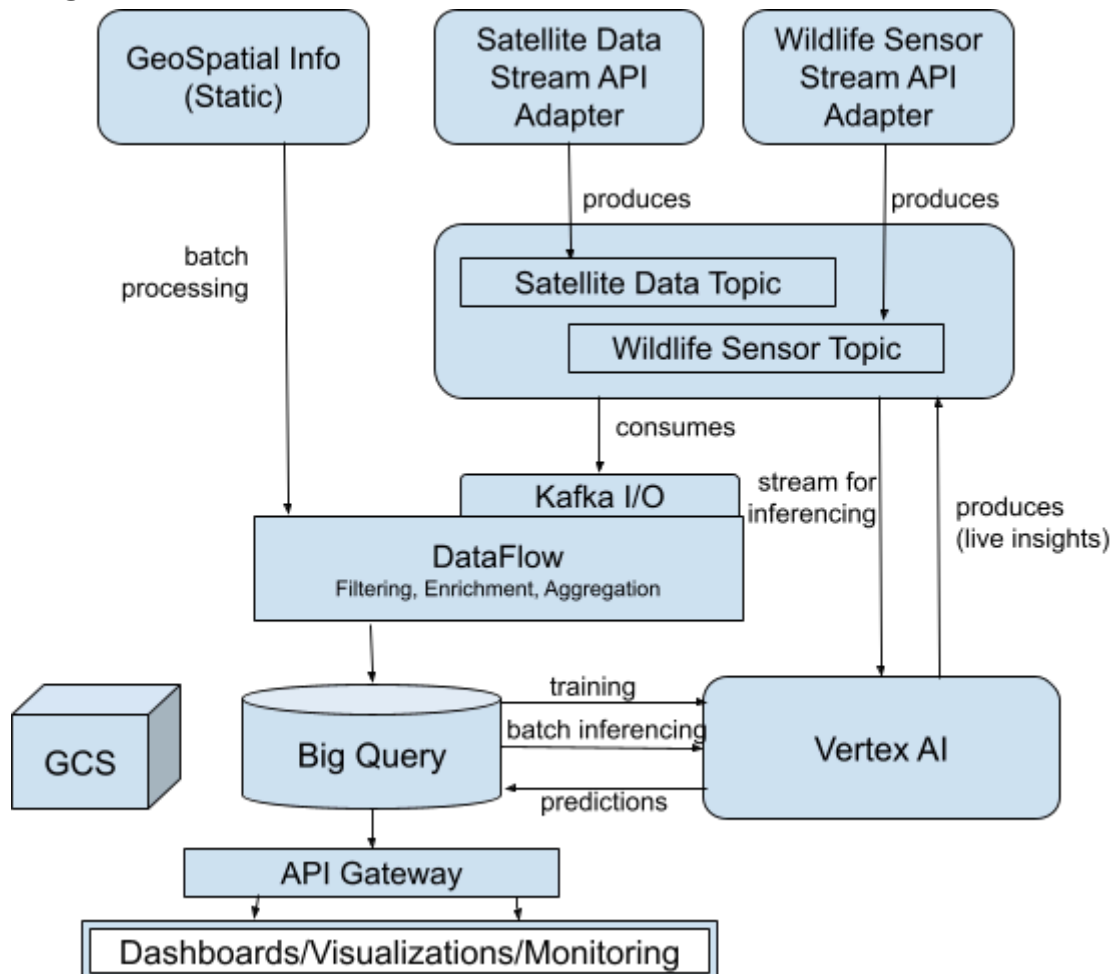 GeoSpatial Info
(Static)
Satellite Data
Stream API
Adapter
Wildlife Sensor
Stream API
Adapter
produces
produces
batch
processing
Satellite Data Topic
Wildlife Sensor Topic
consumes
Kafka I/O
stream for
inferencing
produces
(live insights)
DataFlow
Filtering, Enrichment, Aggregation
GCS
Big Query
training
batch inferencing
predictions
Vertex AI
API Gateway
Dashboards/Visualizations/Monitoring